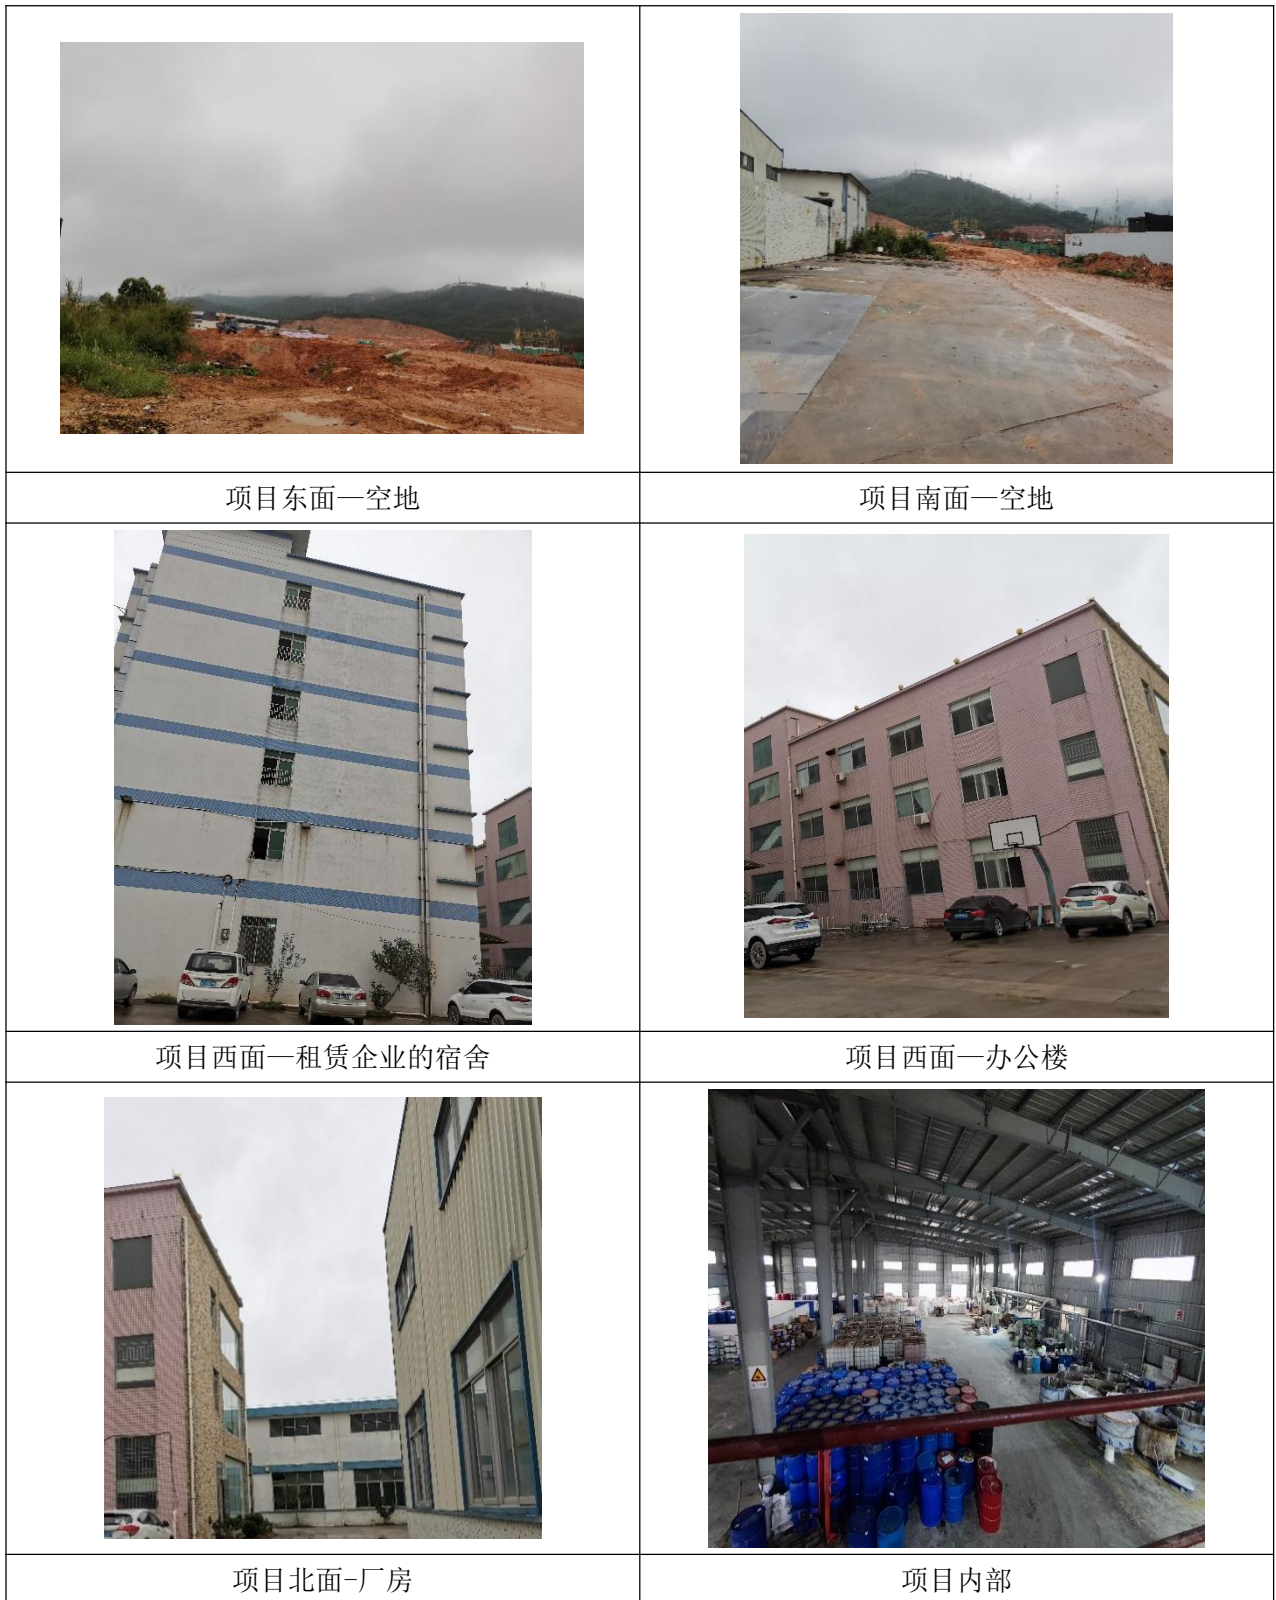 项目东面—空地
项目南面—空地
项目西面—租赁企业的宿舍
项目西面—办公楼
项目北面-厂房
项目内部